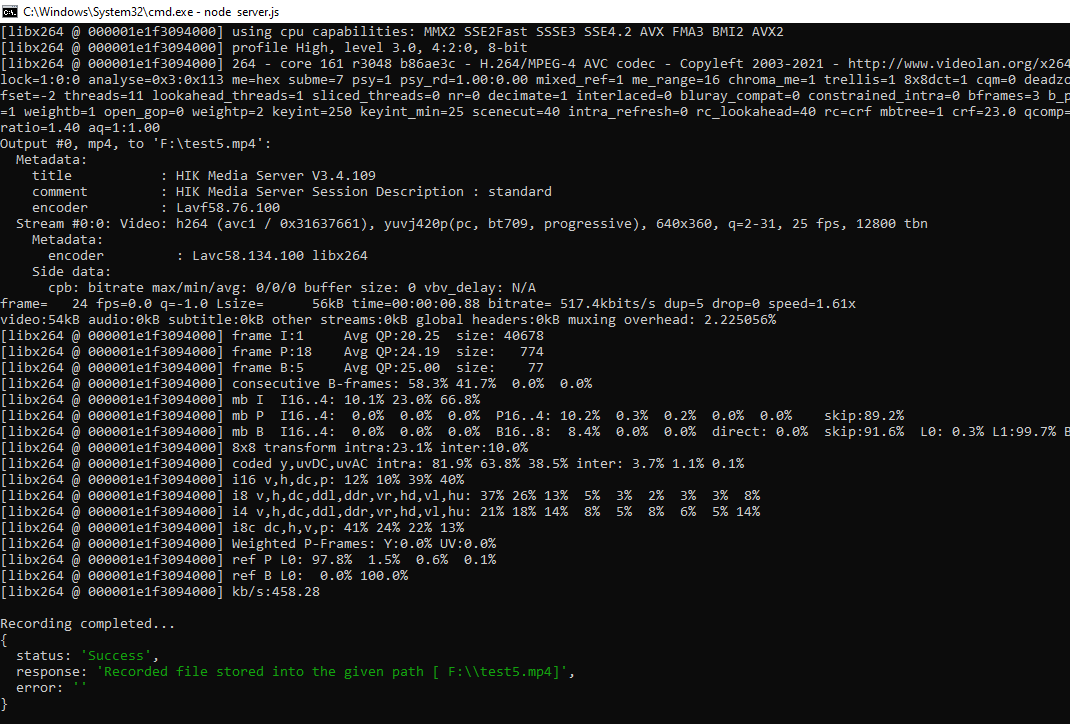 C:\Windows\System32\cmd.exe - node server.js
[libx264 @ 000001e1f3094000] using cpu capabilities: MMX2 SSE2Fast SSSE3 SSE4.2 AVX FMA3 BMI2 AVX2
[libx264 @ 000001e1f3094000] profile High, level 3.0, 4:2:0, 8-bit
[libx264 @ 000001e1f3094000] 264 - core 161 r3048 b86ae3c - H.264/MPEG-4 AVC codec - Copyleft 2003-2021 - http://www.videolan.org/x264
lock=1:0:0 analyse=0x3:0x113 me=hex subme=7 psy=1 psy_rd=1.00:0.00 mixed_ref=1 me_range=16 chroma_me=1 trellis=1 8x8dct=1 cqm=0 deadzo
fset=-2 threads=11 lookahead_threads=1 sliced_threads=0 nr=0 decimate=1 interlaced=0 bluray_compat=0 constrained_intra=0 bframes=3 b_p
=1 weightb=1 open_gop=0 weightp=2 keyint=250 keyint_min=25 scenecut=40 intra_refresh=0 rc_lookahead=40 rc=crf mbtree=1 crf=23.0 qcomp=
ratio=1.40 aq=1:1.00
Output #0, mp4, to 'F:\test5.mp4':
  Metadata:
    title           : HIK Media Server V3.4.109
    comment         : HIK Media Server Session Description : standard
    encoder         : Lavf58.76.100
  Stream #0:0: Video: h264 (avc1 / 0x31637661), yuvj420p(pc, bt709, progressive), 640x360, q=2-31, 25 fps, 12800 tbn
    Metadata:
      encoder         : Lavc58.134.100 libx264
    Side data:
      cpb: bitrate max/min/avg: 0/0/0 buffer size: 0 vbv_delay: N/A
frame=   24 fps=0.0 q=-1.0 Lsize=      56kB time=00:00:00.88 bitrate= 517.4kbits/s dup=5 drop=0 speed=1.61x
video:54kB audio:0kB subtitle:0kB other streams:0kB global headers:0kB muxing overhead: 2.225056%
[libx264 @ 000001e1f3094000] frame I:1     Avg QP:20.25  size: 40678
[libx264 @ 000001e1f3094000] frame P:18    Avg QP:24.19  size:   774
[libx264 @ 000001e1f3094000] frame B:5     Avg QP:25.00  size:    77
[libx264 @ 000001e1f3094000] consecutive B-frames: 58.3% 41.7%  0.0%  0.0%
[libx264 @ 000001e1f3094000] mb I  I16..4: 10.1% 23.0% 66.8%
[libx264 @ 000001e1f3094000] mb P  I16..4:  0.0%  0.0%  0.0%  P16..4: 10.2%  0.3%  0.2%  0.0%  0.0%    skip:89.2%
[libx264 @ 000001e1f3094000] mb B  I16..4:  0.0%  0.0%  0.0%  B16..8:  8.4%  0.0%  0.0%  direct: 0.0%  skip:91.6%  L0: 0.3% L1:99.7% B
[libx264 @ 000001e1f3094000] 8x8 transform intra:23.1% inter:10.0%
[libx264 @ 000001e1f3094000] coded y,uvDC,uvAC intra: 81.9% 63.8% 38.5% inter: 3.7% 1.1% 0.1%
[libx264 @ 000001e1f3094000] i16 v,h,dc,p: 12% 10% 39% 40%
[libx264 @ 000001e1f3094000] i8 v,h,dc,ddl,ddr,vr,hd,vl,hu: 37% 26% 13%  5%  3%  2%  3%  3%  8%
[libx264 @ 000001e1f3094000] i4 v,h,dc,ddl,ddr,vr,hd,vl,hu: 21% 18% 14%  8%  5%  8%  6%  5% 14%
[libx264 @ 000001e1f3094000] i8c dc,h,v,p: 41% 24% 22% 13%
[libx264 @ 000001e1f3094000] Weighted P-Frames: Y:0.0% UV:0.0%
[libx264 @ 000001e1f3094000] ref P L0: 97.8%  1.5%  0.6%  0.1%
[libx264 @ 000001e1f3094000] ref B L0:  0.0% 100.0%
[libx264 @ 000001e1f3094000] kb/s:458.28
Recording completed...
{
  status: 'Success',
  response: 'Recorded file stored into the given path [ F:\\test5.mp4]',
  error: ''
}